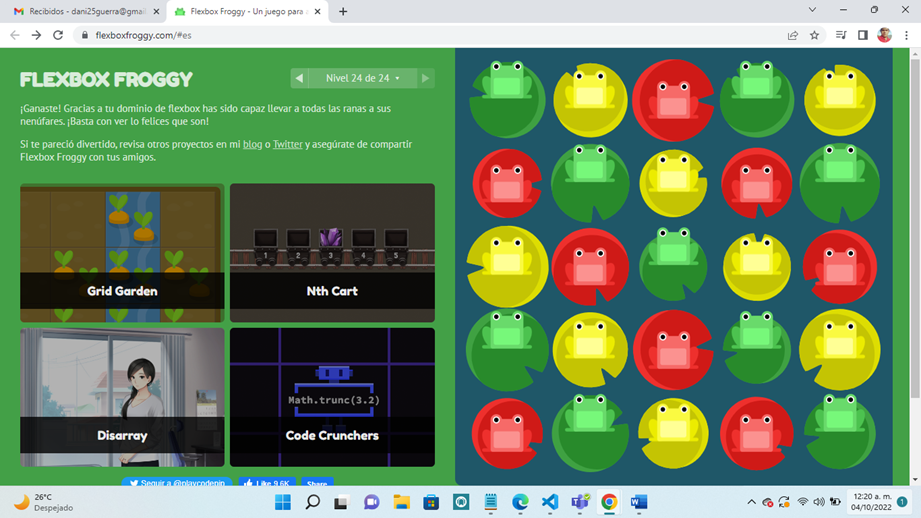 Recibidos - dani25guerra@gmail
Flexbox Froggy - Un juego para a
flexboxfroggy.com/#es
FLEXBOX FROGGY
Nivel 24 de 24
¡Ganaste! Gracias a tu dominio de flexbox has sido capaz llevar a todas las ranas a sus
nenúfares. ¡Basta con ver lo felices que son!
Si te pareció divertido, revisa otros proyectos en mi blog o Twitter y asegúrate de compartir
Flexbox Froggy con tus amigos.
1 2 3 4 5
Grid Garden
Nth Cart
Math.trunc(3.2)
Disarray
Code Crunchers
Seguir a @playcodepip
Like 9.6K
Share
26°C
Despejado
12:20 a. m.
04/10/2022
1